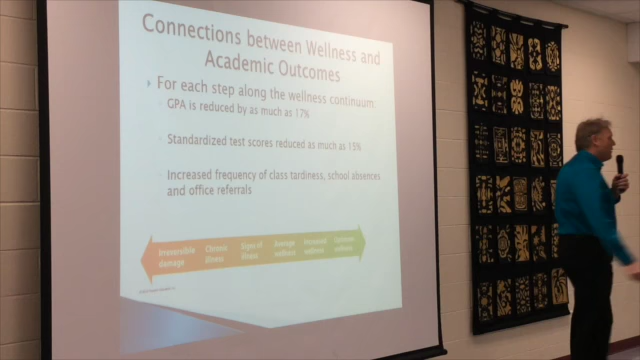 Connections between Wellness and
Academic Outcomes
For each step along the wellness continuum:
GPA is reduced by as much as 17%
Standardized test scores reduced as much as 15%
Increased frequency of class tardiness, school absences
and office referrals
Irreversible
damage
Chronic
illness
Signs of
illness
Average
wellness
wellness
wellness